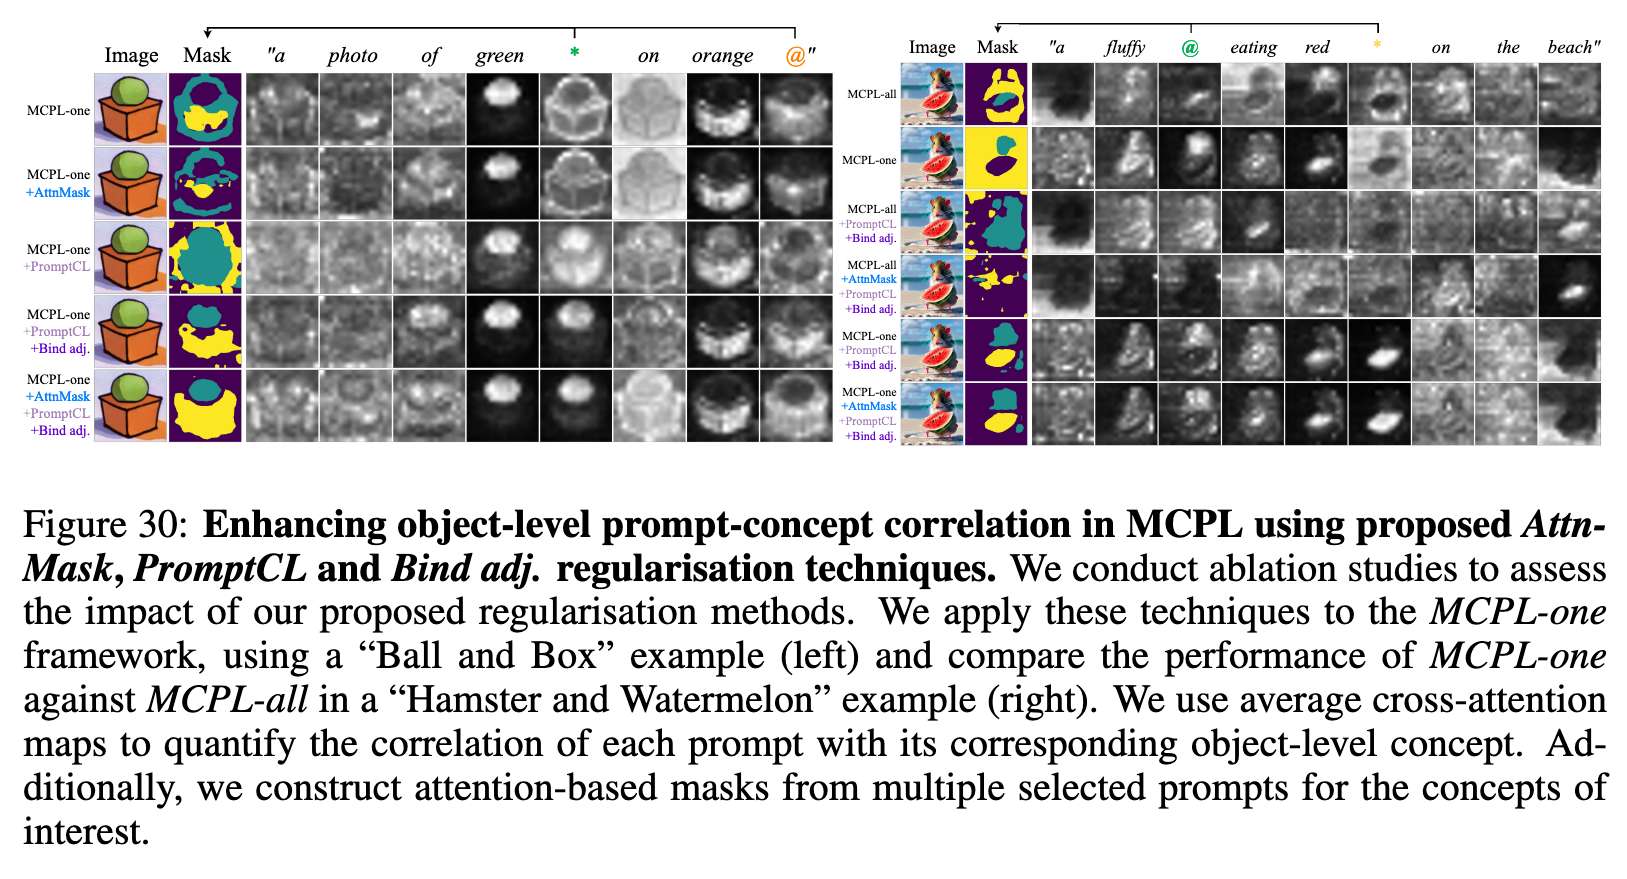 Image Mask "a photo of green * on orange @"
MCPL-one
MCPL-one
+AttnMask
MCPL-one
+PromptCL
MCPL-one
+PromptCL
+Bind adj.
MCPL-one
+AttnMask
+PromptCL
+Bind adj.
Image Mask "a fluffy @ eating red * on the beach"
MCPL-all
MCPL-one
MCPL-all
+PromptCL
+Bind adj.
MCPL-all
+AttnMask
+PromptCL
+Bind adj.
MCPL-one
+PromptCL
+Bind adj.
MCPL-one
+AttnMask
+PromptCL
+Bind adj.
Figure 30: Enhancing object-level prompt-concept correlation in MCPL using proposed Attn-
Mask, PromptCL and Bind adj. regularisation techniques. We conduct ablation studies to assess
the impact of our proposed regularisation methods. We apply these techniques to the MCPL-one
framework, using a “Ball and Box” example (left) and compare the performance of MCPL-one
against MCPL-all in a “Hamster and Watermelon” example (right). We use average cross-attention
maps to quantify the correlation of each prompt with its corresponding object-level concept. Ad-
ditionally, we construct attention-based masks from multiple selected prompts for the concepts of
interest.